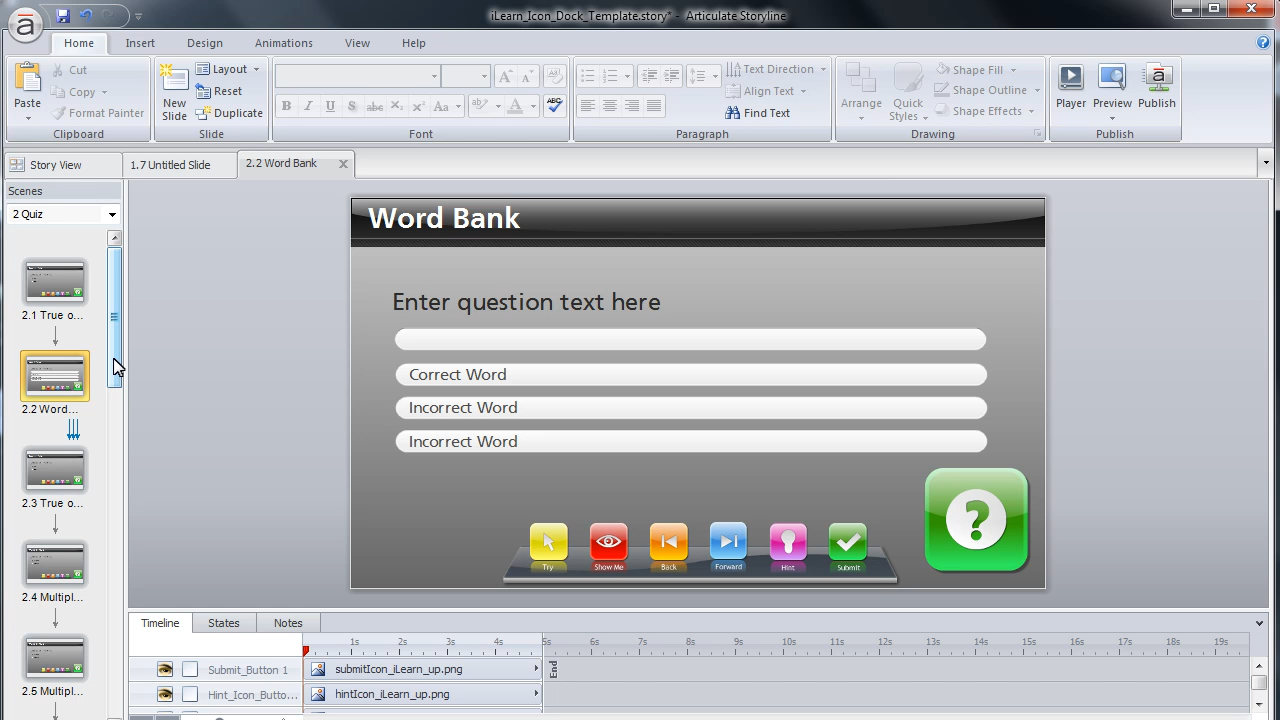 iLearn_Icon_Dock_Template.story* - Articulate Storyline
Home Insert Design Animations View Help
Paste
Cut
Copy
Format Painter
Clipboard
New Slide
Layout
Reset
Duplicate
Slide
B I U S abc Aa A ABC
Font
Text Direction
Align Text
Find Text
Paragraph
Arrange
Quick Styles
Shape Fill
Shape Outline
Shape Effects
Drawing
Player
Preview
Publish
Publish
Story View
1.7 Untitled Slide
2.2 Word Bank
Scenes
2 Quiz
2.1 True o...
2.2 Word...
2.3 True o...
2.4 Multipl...
2.5 Multipl...
Word Bank
Enter question text here
Correct Word
Incorrect Word
Incorrect Word
?
Try Show Me Back Forward Hint Submit
Timeline States Notes
1s 2s 3s 4s 5s 6s 7s 8s 9s 10s 11s 12s 13s 14s 15s 16s 17s 18s 19s
End
Submit_Button 1 submitIcon_iLearn_up.png
Hint_Icon_Butto... hintIcon_iLearn_up.png